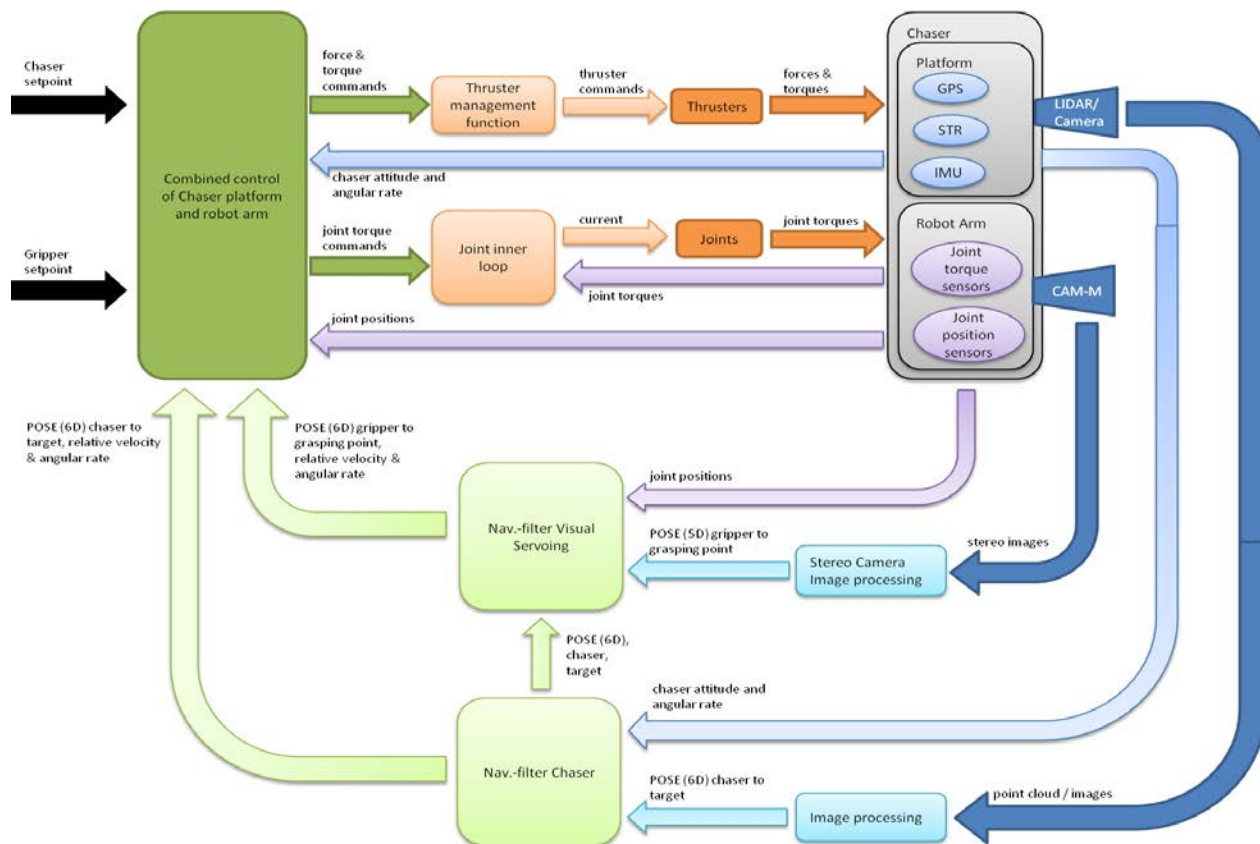 Chaser
setpoint
Gripper
setpoint
Combined control
of Chaser platform
and robot arm
force &
torque
commands
Thruster
management
function
thruster
commands
Thrusters
forces &
torques
chaser attitude and
angular rate
joint torque
commands
Joint inner
loop
current
Joints
joint torques
joint torques
joint positions
Chaser
Platform
GPS
STR
IMU
LIDAR/
Camera
Robot Arm
Joint
torque
sensors
Joint
position
sensors
CAM-M
POSE (6D) chaser to
target, relative velocity
& angular rate
POSE (6D) gripper to
grasping point,
relative velocity &
angular rate
Nav.-filter Visual
Servoing
joint positions
POSE (5D) gripper to
grasping point
Stereo Camera
Image processing
stereo images
POSE (6D),
chaser,
target
Nav.-filter Chaser
chaser attitude and
angular rate
POSE (6D) chaser to
target
Image processing
point cloud / images